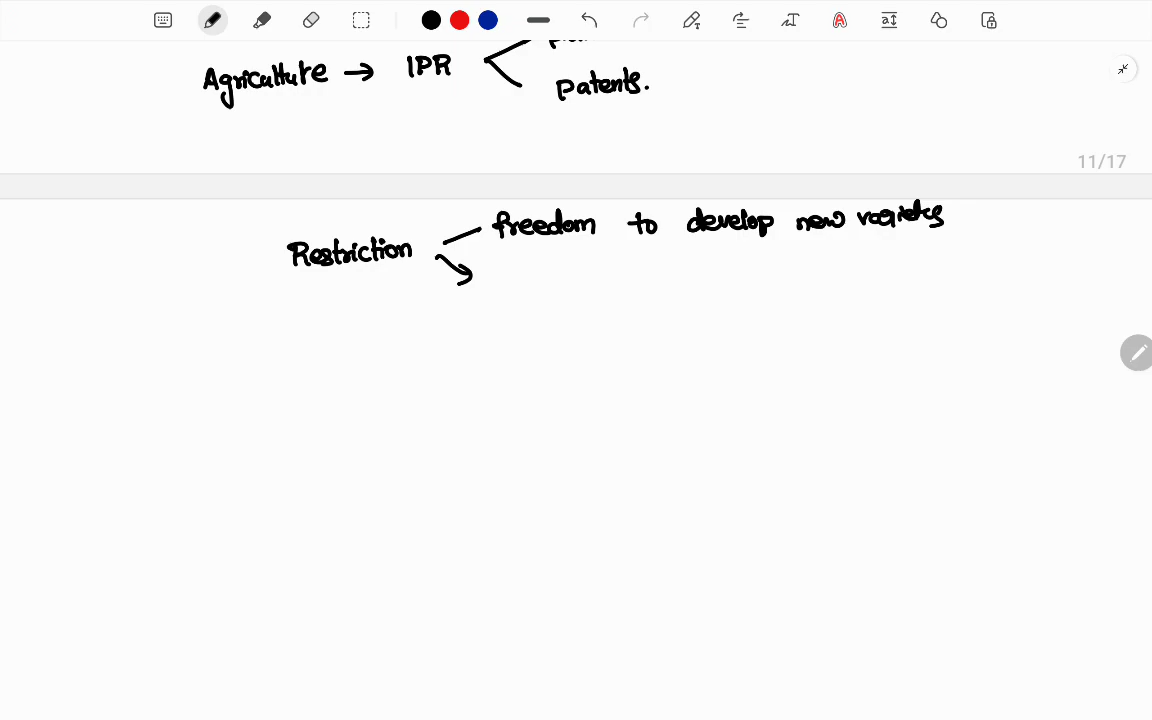 Agriculture → IPR
Patents.
11/17
Restriction freedom to develop new varieties